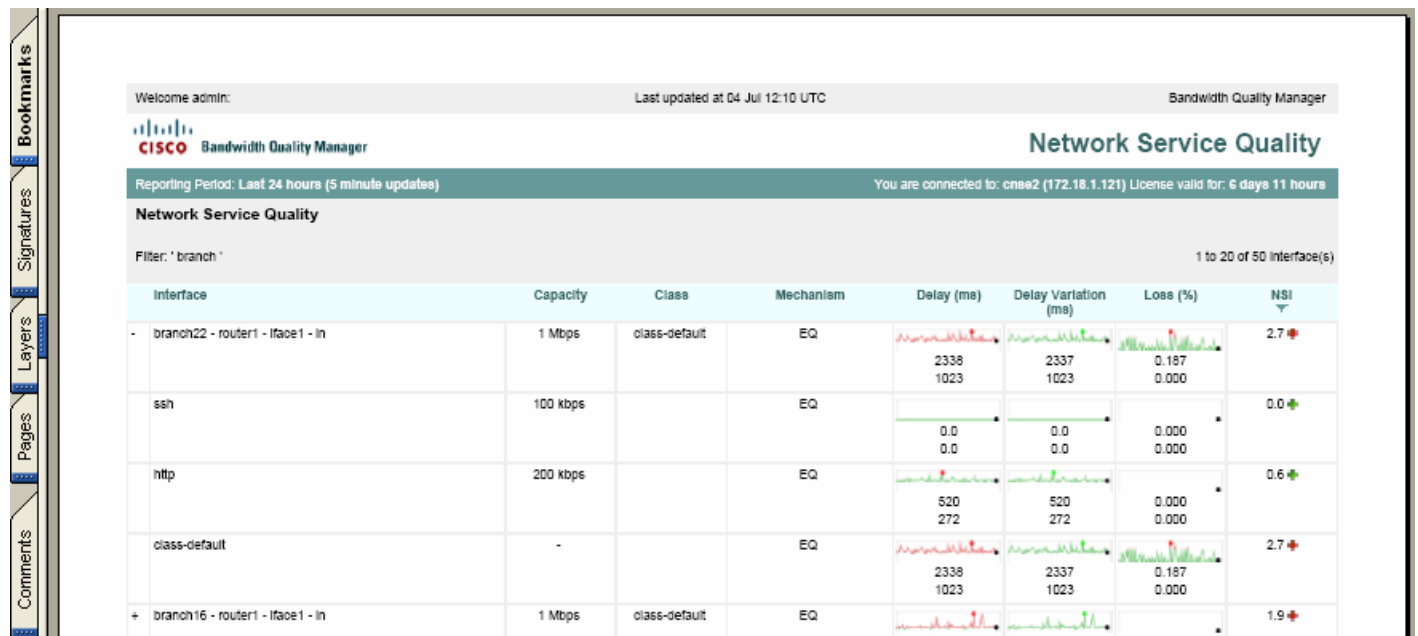 Bookmarks
Signatures
Layers
Pages
Comments
Welcome admin: Last updated at 04 Jul 12:10 UTC Bandwidth Quality Manager
CISCO Bandwidth Quality Manager
Network Service Quality
Reporting Period: Last 24 hours (5 minute updates) You are connected to: cnse2 (172.18.1.121) License valid for: 6 days 11 hours
Network Service Quality
Filter: ' branch ' 1 to 20 of 50 Interface(s)
Interface Capacity Class Mechanism Delay (ms) Delay Variation (ms) Loss (%) NSI
- branch22 - router1 - iface1 - in 1 Mbps class-default EQ 2.7
2338 2337 0.187
1023 1023 0.000
ssh 100 kbps EQ 0.0
0.0 0.0 0.000
0.0 0.0 0.000
http 200 kbps EQ 0.6
520 520 0.000
272 272 0.000
class-default - EQ 2.7
2338 2337 0.187
1023 1023 0.000
+ branch16 - router1 - iface1 - in 1 Mbps class-default EQ 1.9